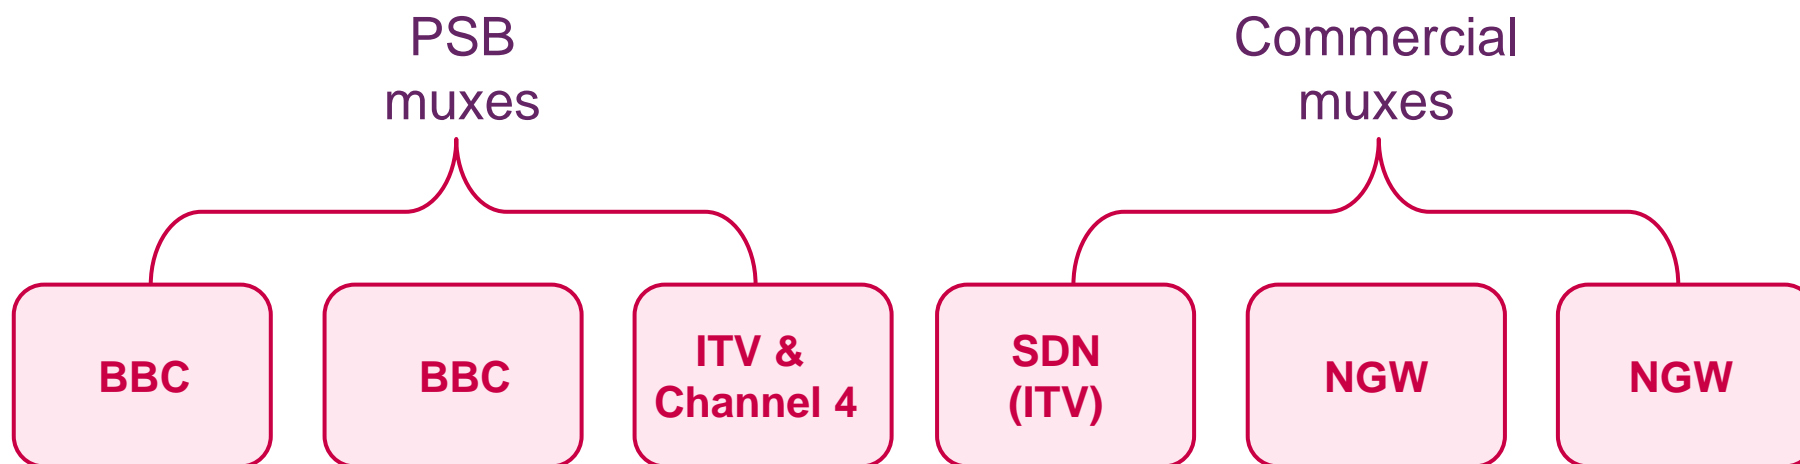 PSB
muxes
Commercial
muxes
BBC
BBC
ITV &
Channel 4
SDN
(ITV)
NGW
NGW